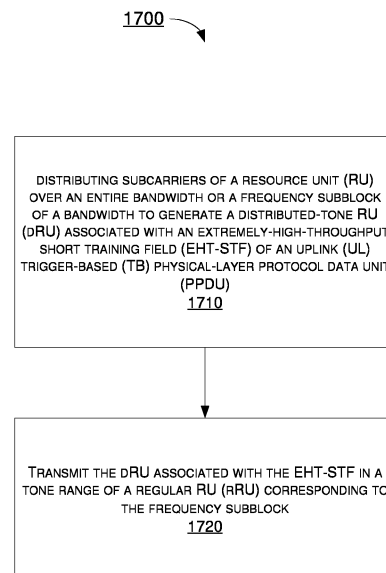 1700
DISTRIBUTING SUBCARRIERS OF A RESOURCE UNIT (RU)
OVER AN ENTIRE BANDWIDTH OR A FREQUENCY SUBBLOCK
OF A BANDWIDTH TO GENERATE A DISTRIBUTED-TONE RU
(DRU) ASSOCIATED WITH AN EXTREMELY-HIGH-THROUGHPUT
SHORT TRAINING FIELD (EHT-STF) OF AN UPLINK (UL)
TRIGGER-BASED (TB) PHYSICAL-LAYER PROTOCOL DATA UNIT
(PPDU)
1710
TRANSMIT THE DRU ASSOCIATED WITH THE EHT-STF IN A
TONE RANGE OF A REGULAR RU (RRU) CORRESPONDING TO
THE FREQUENCY SUBBLOCK
1720